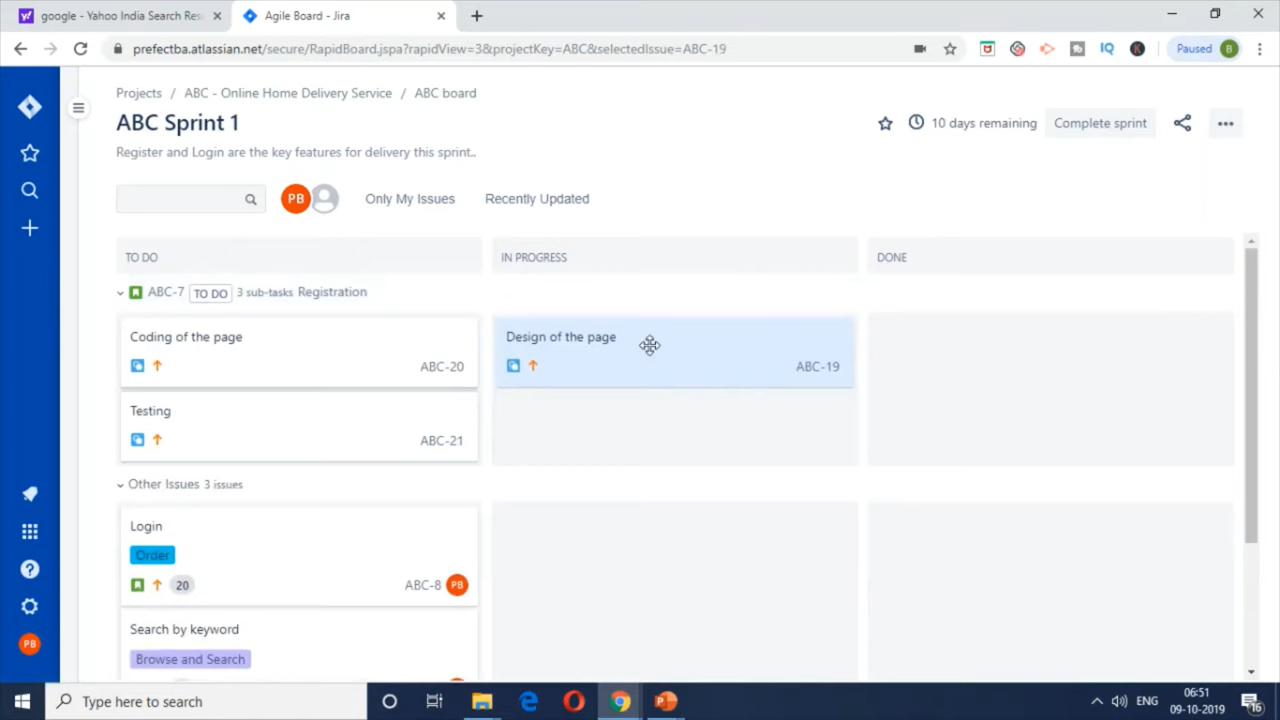 google - Yahoo India Search Res
Agile Board - Jira
prefectba.atlassian.net/secure/RapidBoard.jspa?rapidView=3&projectKey=ABC&selectedIssue=ABC-19
IQ
K
Paused
B
Projects / ABC - Online Home Delivery Service / ABC board
ABC Sprint 1
10 days remaining
Complete sprint
Register and Login are the key features for delivery this sprint..
PB
Only My Issues
Recently Updated
TO DO
IN PROGRESS
DONE
ABC-7 TO DO 3 sub-tasks Registration
Coding of the page
ABC-20
Design of the page
ABC-19
Testing
ABC-21
Other Issues 3 issues
Login
Order
20
ABC-8 PB
Search by keyword
Browse and Search
PB
Type here to search
ENG
06:51
09-10-2019
16